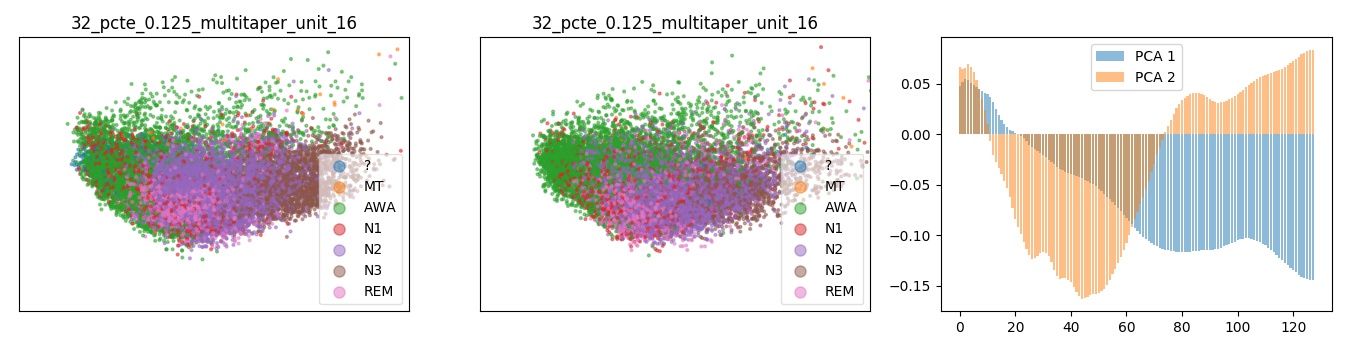 32_pcte_0.125_multitaper_unit_16
?
MT
AWA
N1
N2
N3
REM
32_pcte_0.125_multitaper_unit_16
?
MT
AWA
N1
N2
N3
REM
PCA 1
PCA 2
0.05
0.00
−0.05
−0.10
−0.15
0 20 40 60 80 100 120